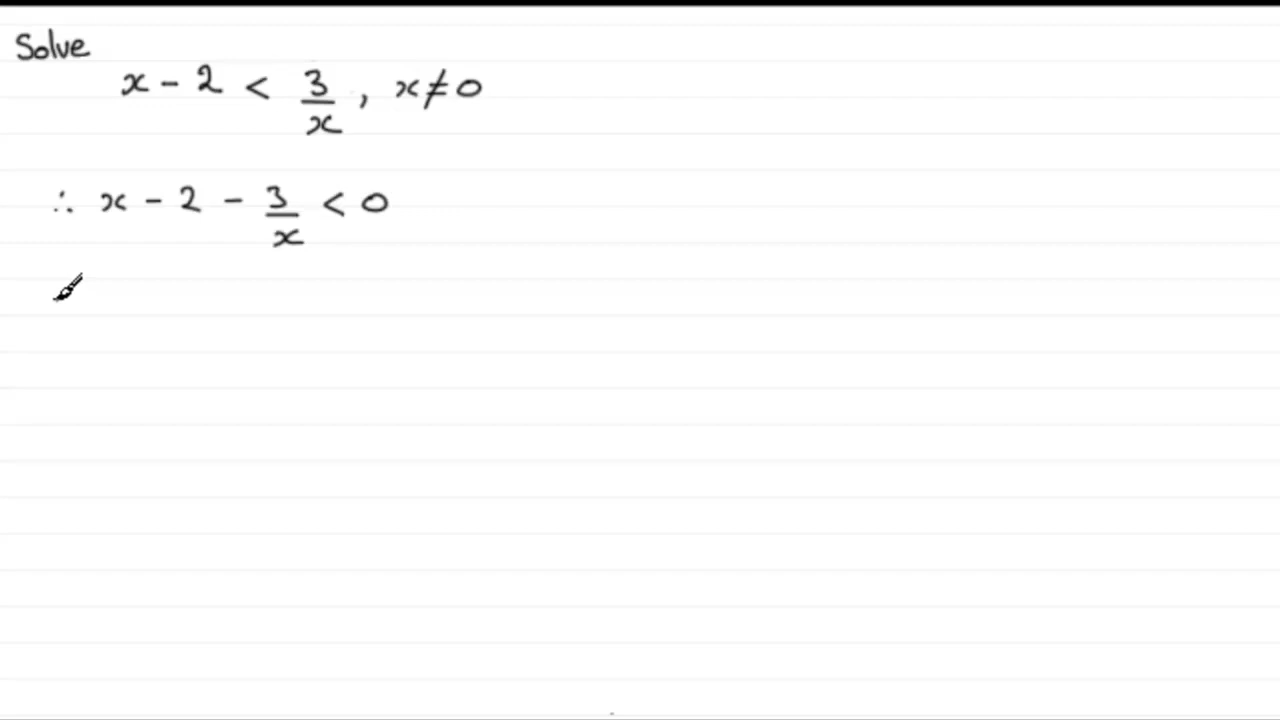 Solve
x - 2 < 3/x , x ≠ 0
∴ x - 2 - 3/x < 0